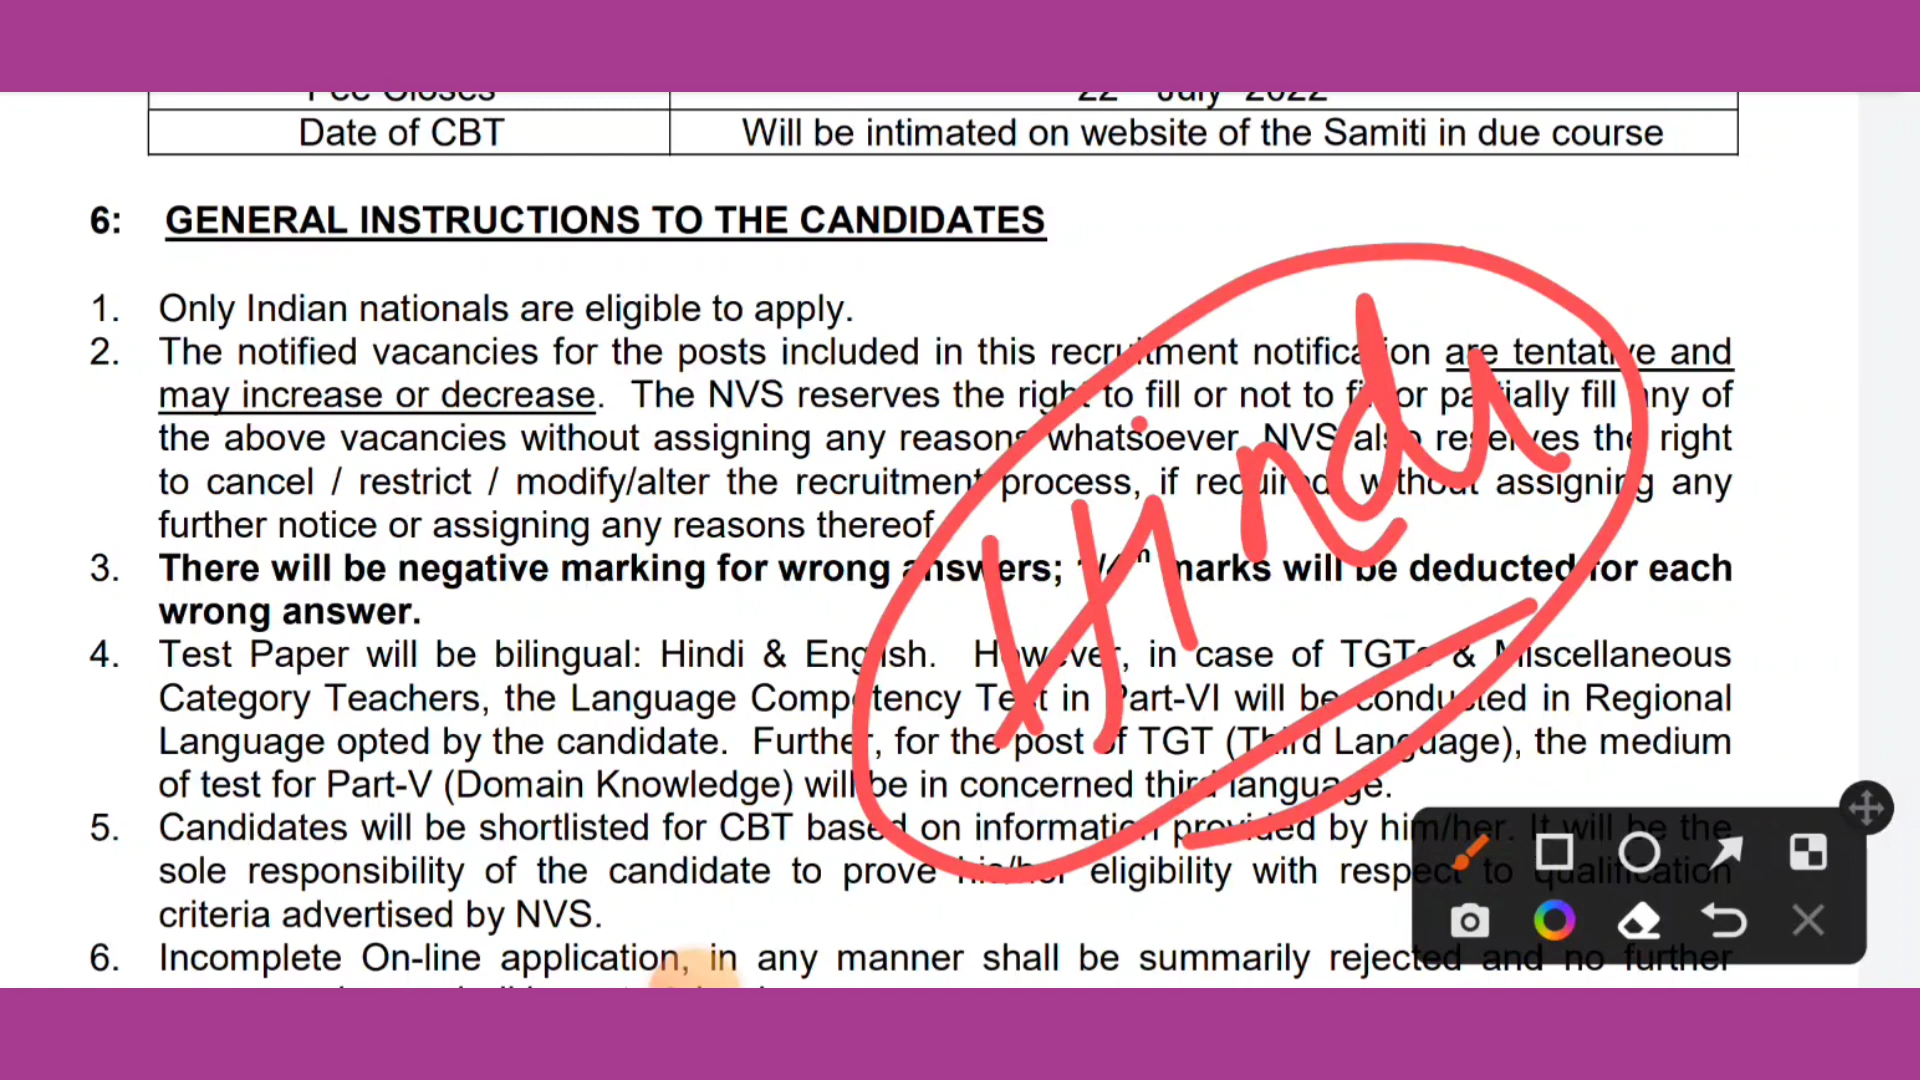 Fee Closes 22 July 2022
Date of CBT Will be intimated on website of the Samiti in due course
6: GENERAL INSTRUCTIONS TO THE CANDIDATES
1. Only Indian nationals are eligible to apply.
2. The notified vacancies for the posts included in this recruitment notification are tentative and
may increase or decrease. The NVS reserves the right to fill or not to fill or partially fill any of
the above vacancies without assigning any reasons whatsoever. NVS also reserves the right
to cancel / restrict / modify/alter the recruitment process, if required, without assigning any
further notice or assigning any reasons thereof
Hindi
3. There will be negative marking for wrong answers; marks will be deducted for each
wrong answer.
4. Test Paper will be bilingual: Hindi & English. However, in case of TGTs & Miscellaneous
Category Teachers, the Language Competency Test in Part-VI will be conducted in Regional
Language opted by the candidate. Further, for the post of TGT (Third Language), the medium
of test for Part-V (Domain Knowledge) will be in concerned third language.
5. Candidates will be shortlisted for CBT based on information provided by him/her. It will be the
sole responsibility of the candidate to prove his/her eligibility with respect to qualification
criteria advertised by NVS.
6. Incomplete On-line application, in any manner shall be summarily rejected and no further